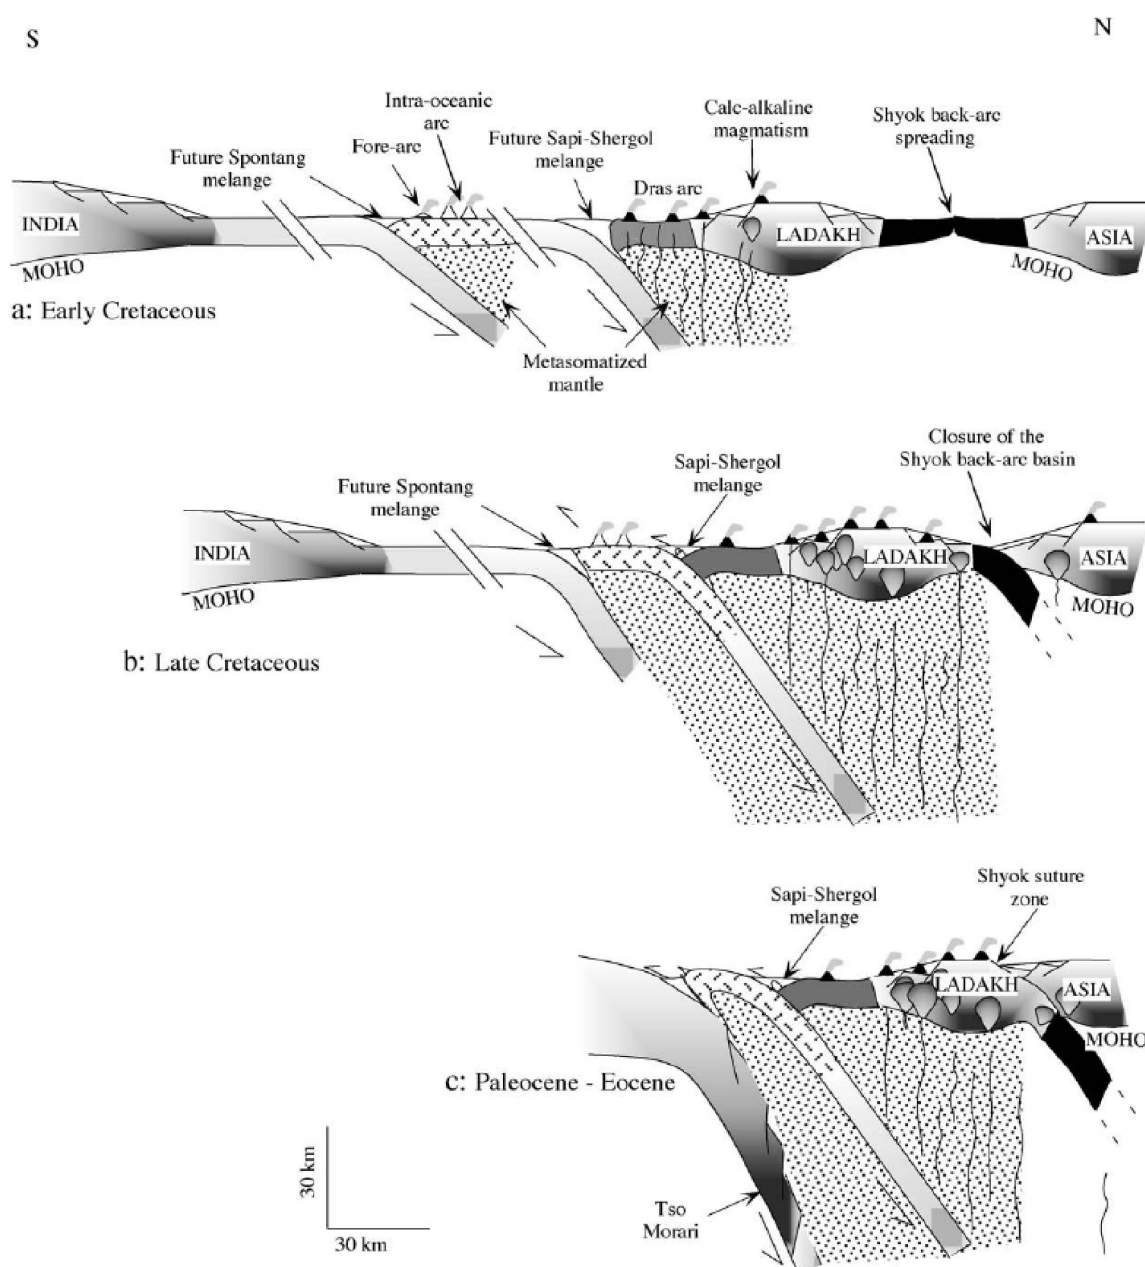 S
N
Intra-oceanic
arc
Fore-arc
Future Spontang
melange
Future Sapi-Shergol
melange
Dras arc
Calc-alkaline
magmatism
Shyok back-arc
spreading
INDIA
MOHO
LADAKH
ASIA
MOHO
a: Early Cretaceous
Metasomatized
mantle
Closure of the
Shyok back-arc basin
Sapi-Shergol
melange
Future Spontang
melange
INDIA
MOHO
LADAKH
ASIA
MOHO
b: Late Cretaceous
Shyok suture
zone
Sapi-Shergol
melange
LADAKH
ASIA
MOHO
c: Paleocene - Eocene
Tso
Morari
30 km
30 km